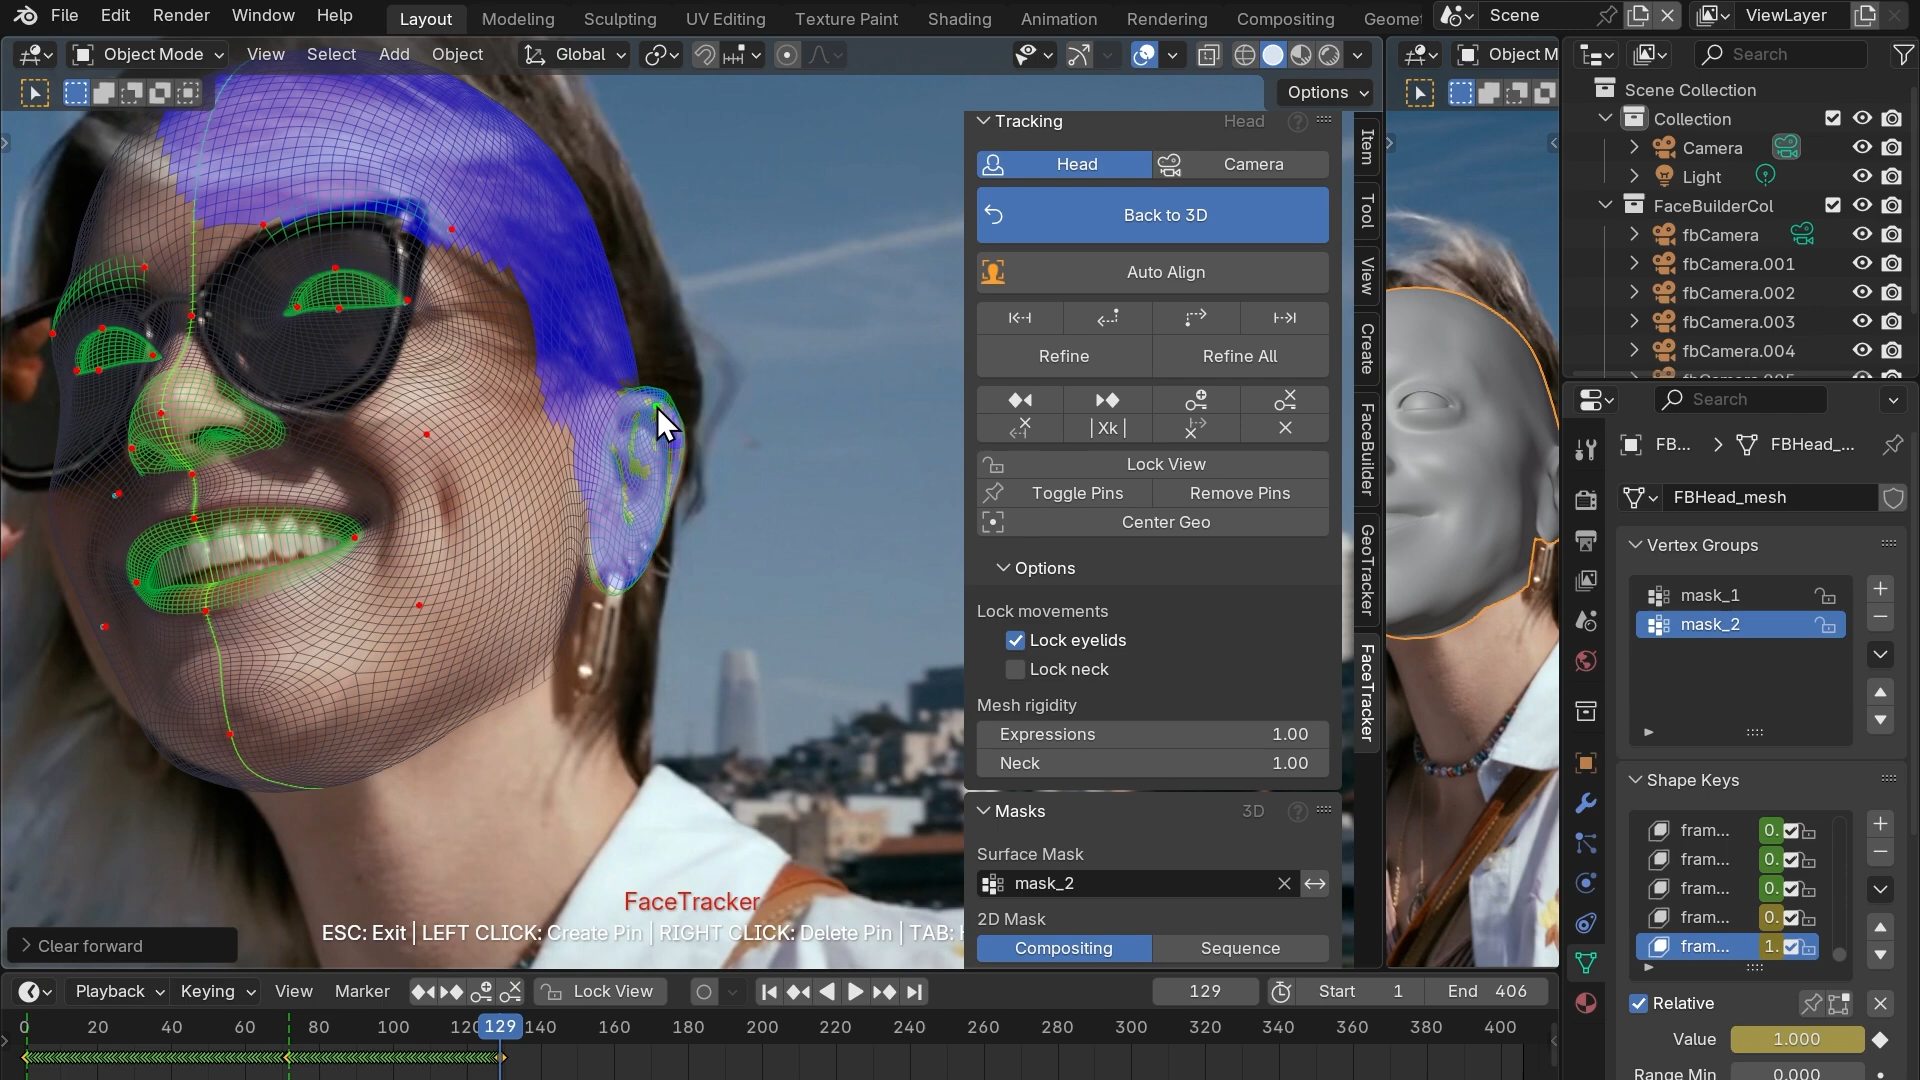 File Edit Render Window Help Layout Modeling Sculpting UV Editing Texture Paint Shading Animation Rendering Compositing Geome Scene ViewLayer
Object Mode View Select Add Object Global Object M Search
Options
Scene Collection
Collection
Camera
Light
FaceBuilderCol
fbCamera
fbCamera.001
fbCamera.002
fbCamera.003
fbCamera.004
Tracking Head
Head Camera
Back to 3D
Auto Align
Refine Refine All
Xk
Lock View
Toggle Pins Remove Pins
Center Geo
Options
Lock movements
Lock eyelids
Lock neck
Mesh rigidity
Expressions 1.00
Neck 1.00
Masks 3D
Surface Mask
mask_2
2D Mask
Compositing Sequence
Item
Tool
View
Create
FaceBuilder
GeoTracker
FaceTracker
Search
FB... FBHead_...
FBHead_mesh
Vertex Groups
mask_1
mask_2
Shape Keys
fram... 0.
fram... 0.
fram... 0.
fram... 0.
fram... 1.
Relative
Value 1.000
Range Min 0.000
FaceTracker
ESC: Exit | LEFT CLICK: Create Pin | RIGHT CLICK: Delete Pin | TAB:
Clear forward
Playback Keying View Marker Lock View 129 Start 1 End 406
0 20 40 60 80 100 120 129 140 160 180 200 220 240 260 280 300 320 340 360 380 400